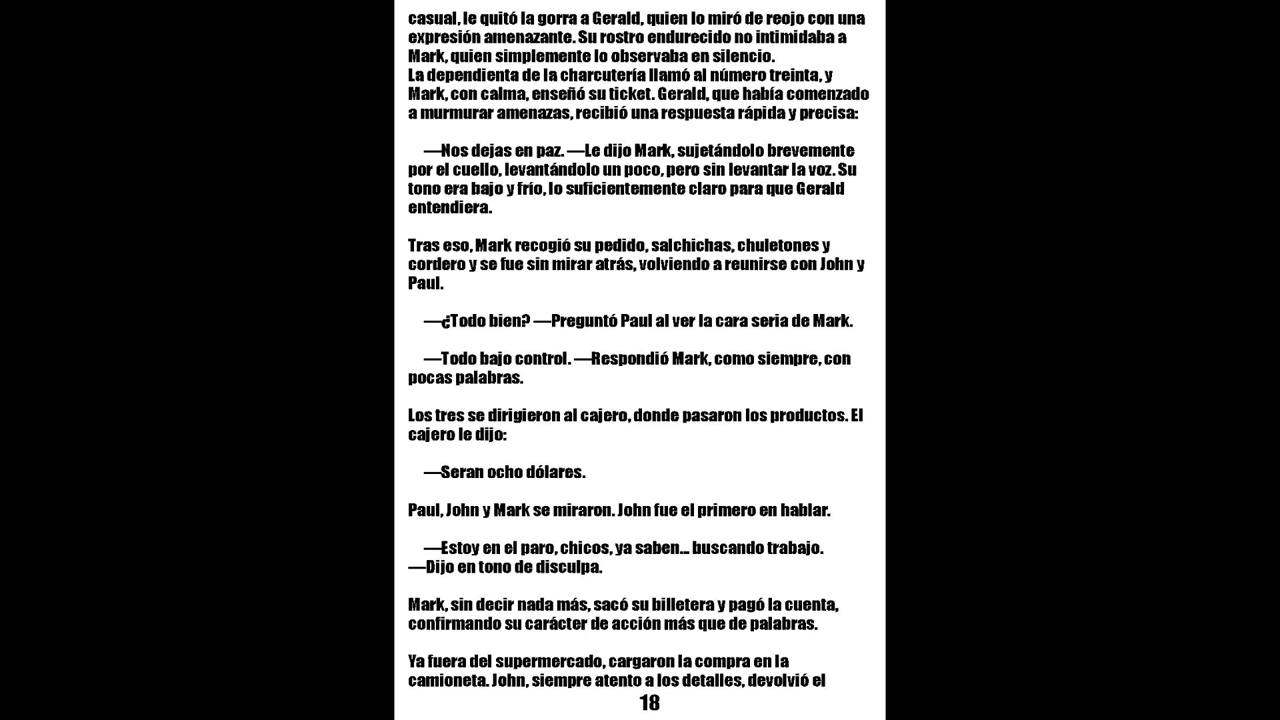 casual, le quitó la gorra a Gerald, quien lo miró de reojo con una
expresión amenazante. Su rostro endurecido no intimidaba a
Mark, quien simplemente lo observaba en silencio.
La dependienta de la charcutería llamó al número treinta, y
Mark, con calma, enseñó su ticket. Gerald, que había comenzado
a murmurar amenazas, recibió una respuesta rápida y precisa:
—Nos dejas en paz. —Le dijo Mark, sujetándolo brevemente
por el cuello, levantándolo un poco, pero sin levantar la voz. Su
tono era bajo y frío, lo suficientemente claro para que Gerald
entendiera.
Tras eso, Mark recogió su pedido, salchichas, chuletones y
cordero y se fue sin mirar atrás, volviendo a reunirse con John y
Paul.
—¿Todo bien? —Preguntó Paul al ver la cara seria de Mark.
—Todo bajo control. —Respondió Mark, como siempre, con
pocas palabras.
Los tres se dirigieron al cajero, donde pasaron los productos. El
cajero le dijo:
—Seran ocho dólares.
Paul, John y Mark se miraron. John fue el primero en hablar.
—Estoy en el paro, chicos, ya saben... buscando trabajo.
—Dijo en tono de disculpa.
Mark, sin decir nada más, sacó su billetera y pagó la cuenta,
confirmando su carácter de acción más que de palabras.
Ya fuera del supermercado, cargaron la compra en la
camioneta. John, siempre atento a los detalles, devolvió el
18